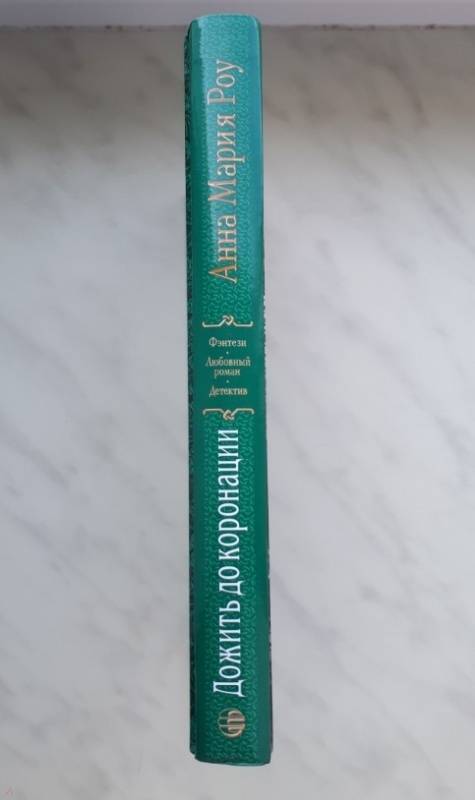 Анна Мария Роу
Фэнтези
Любовный
роман
Детектив
Дожить до коронации